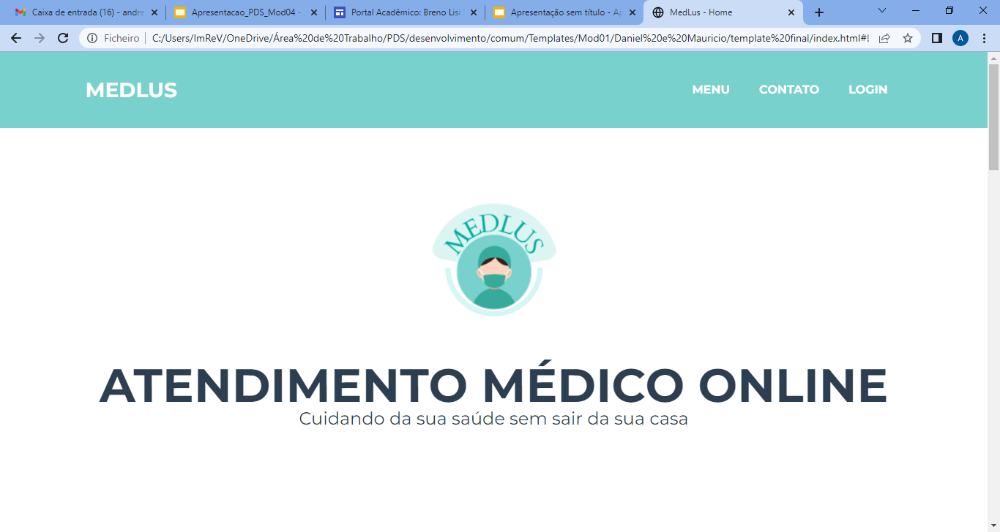 Caixa de entrada (16) - andre
Apresentacao_PDS_Mod04 -
Portal Acadêmico: Breno Lisi
Apresentação sem título - Ap
MedLus - Home
Ficheiro
C:/Users/ImReV/OneDrive/Área%20de%20Trabalho/PDS/desenvolvimento/comum/Templates/Mod01/Daniel%20e%20Mauricio/template%20final/index.html#!
A
MEDLUS
MENU
CONTATO
LOGIN
MEDLUS
ATENDIMENTO MÉDICO ONLINE
Cuidando da sua saúde sem sair da sua casa